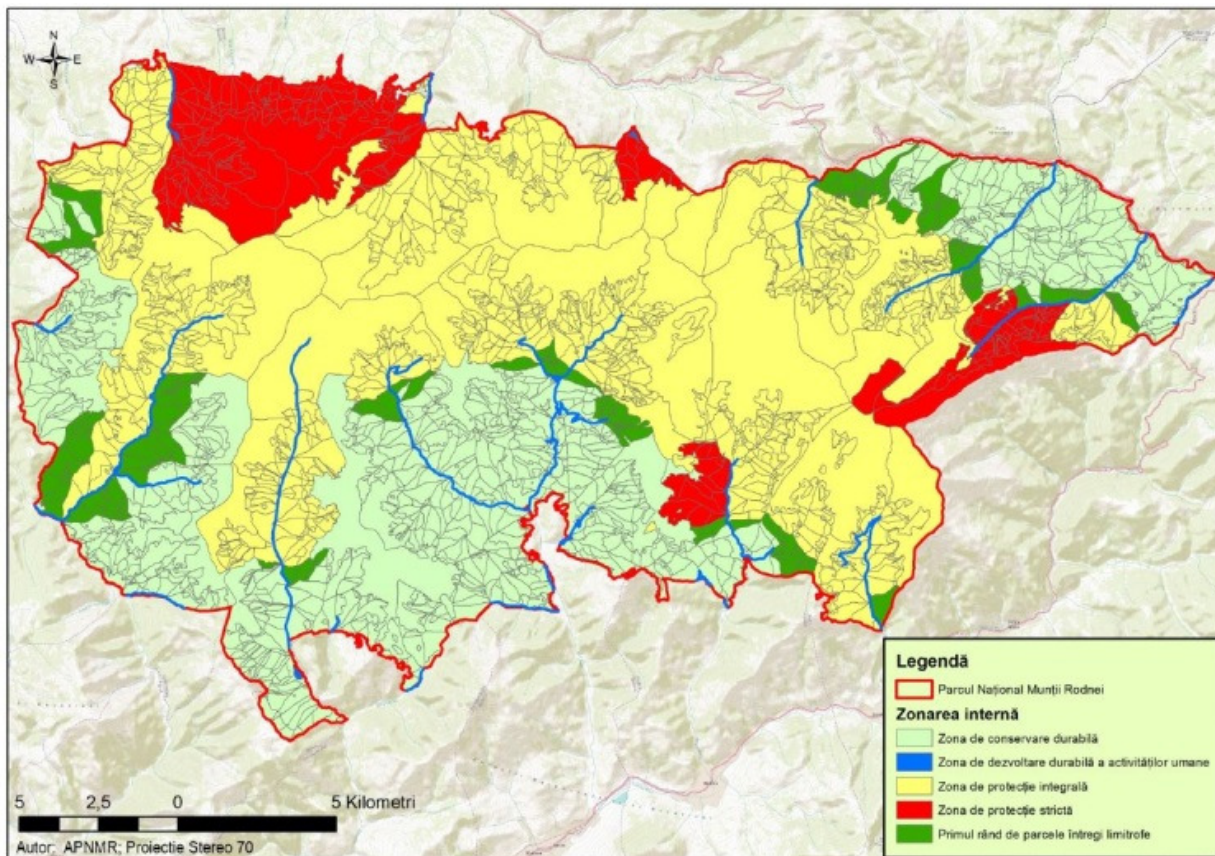 N
W E
S
Legendă
Parcul Național Munții Rodnei
Zonarea internă
Zona de conservare durabilă
Zona de dezvoltare durabilă a activităților umane
Zona de protecție integrală
Zona de protecție strictă
Primul rând de parcele întregi limitrofe
5 2,5 0 5 Kilometri
Autor: APNMR; Proiectie Stereo 70